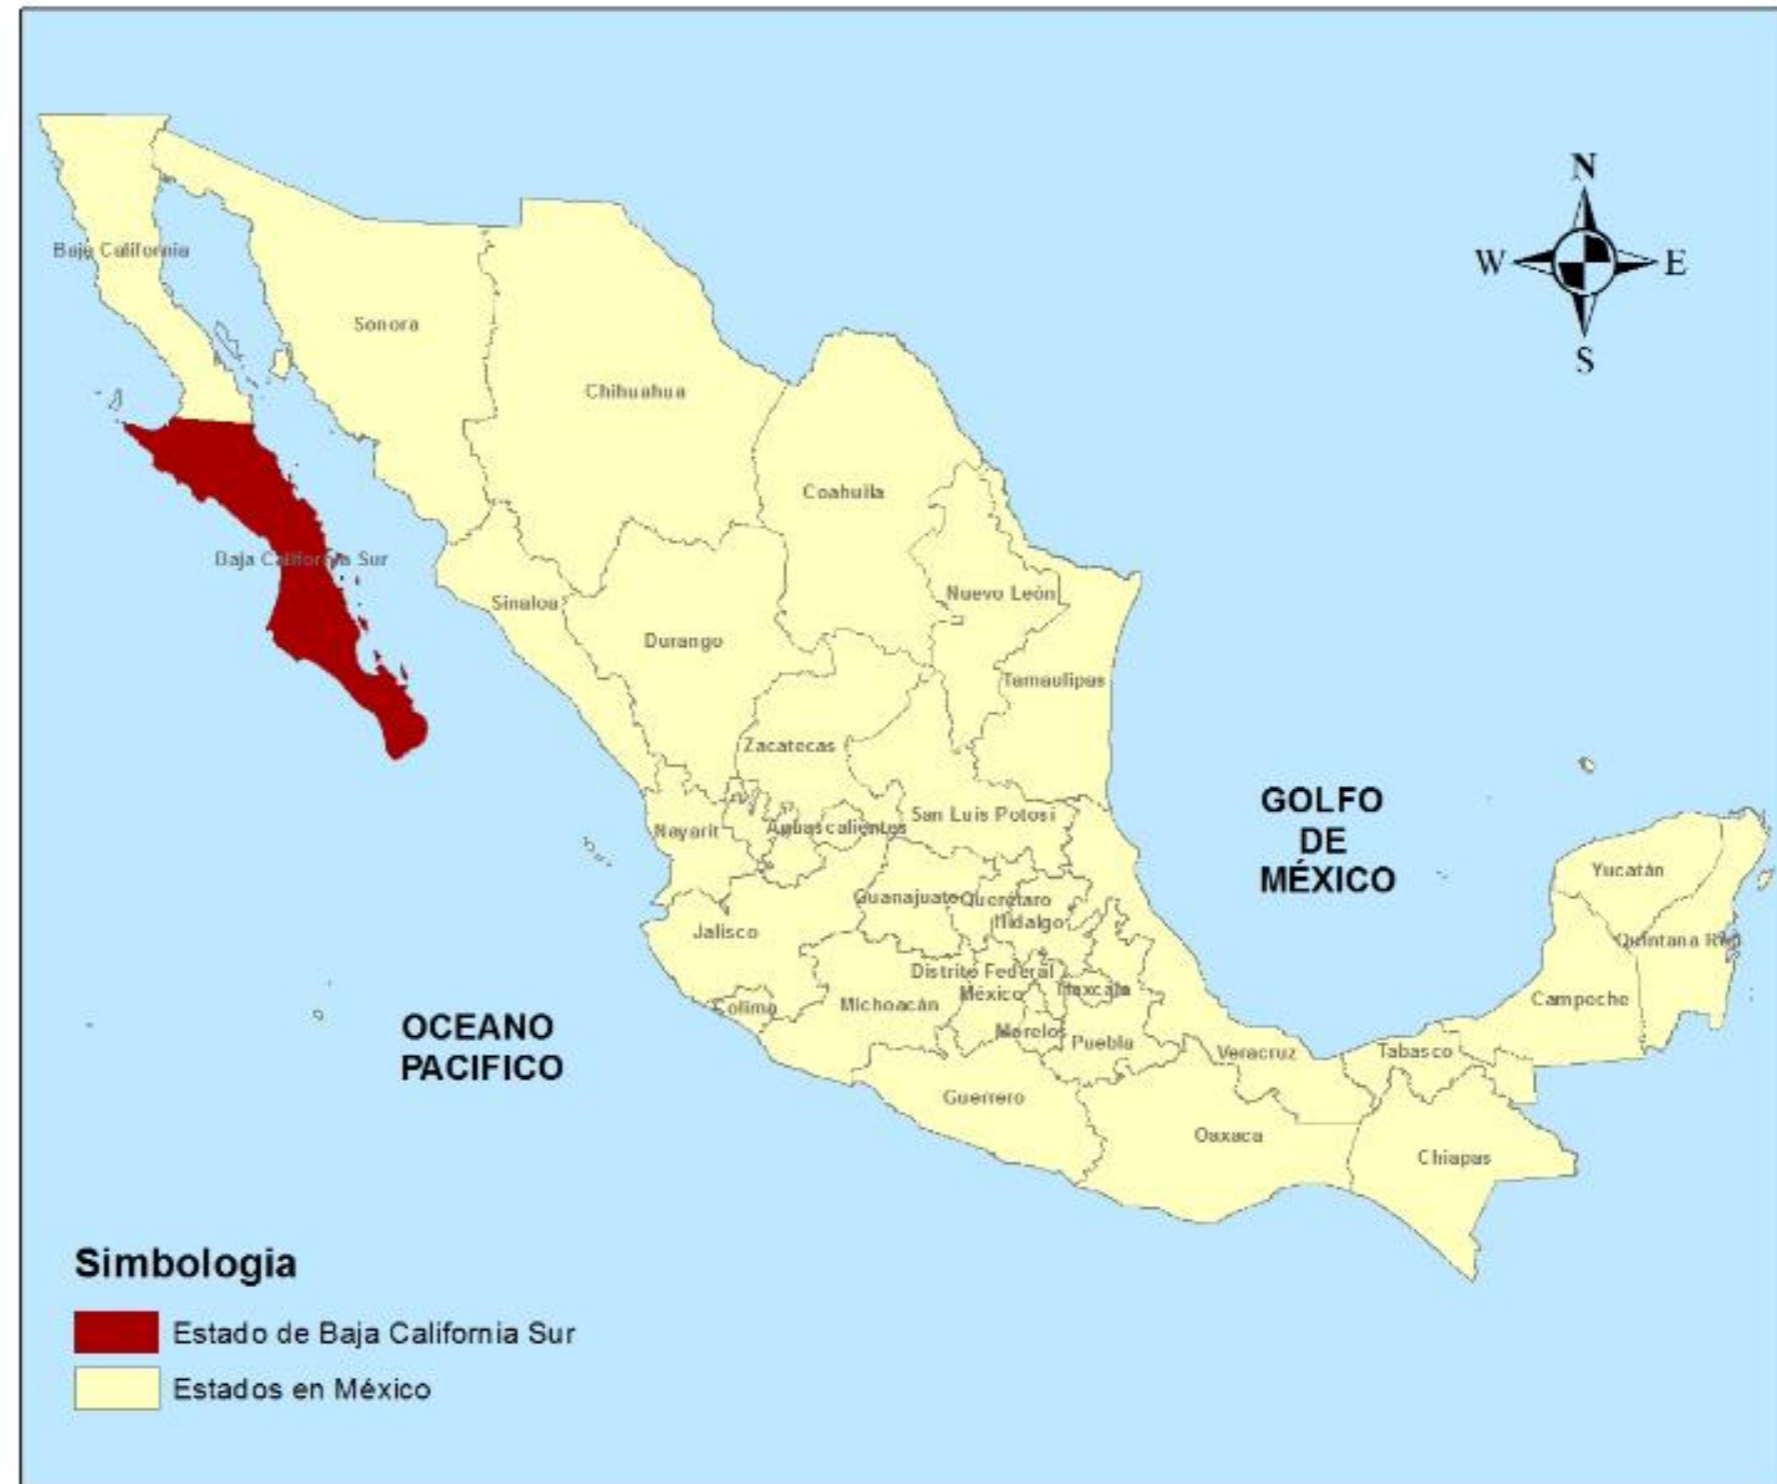 N
W E
S
Baja California
Sonora
Chihuahua
Coahuila
Baja California Sur
Nuevo León
Sinaloa
Durango
Tamaulipas
Zacatecas
GOLFO
DE
MÉXICO
San Luis Potosí
Nayarit
Aguascalientes
Yucatán
Guanajuato
Querétaro
Hidalgo
Jalisco
Quintana Roo
Distrito Federal
México
Tlaxcala
Campeche
Michoacán
Colima
OCEANO
PACIFICO
Morelos
Puebla
Veracruz
Tabasco
Guerrero
Oaxaca
Chiapas
Simbologia
Estado de Baja California Sur
Estados en México